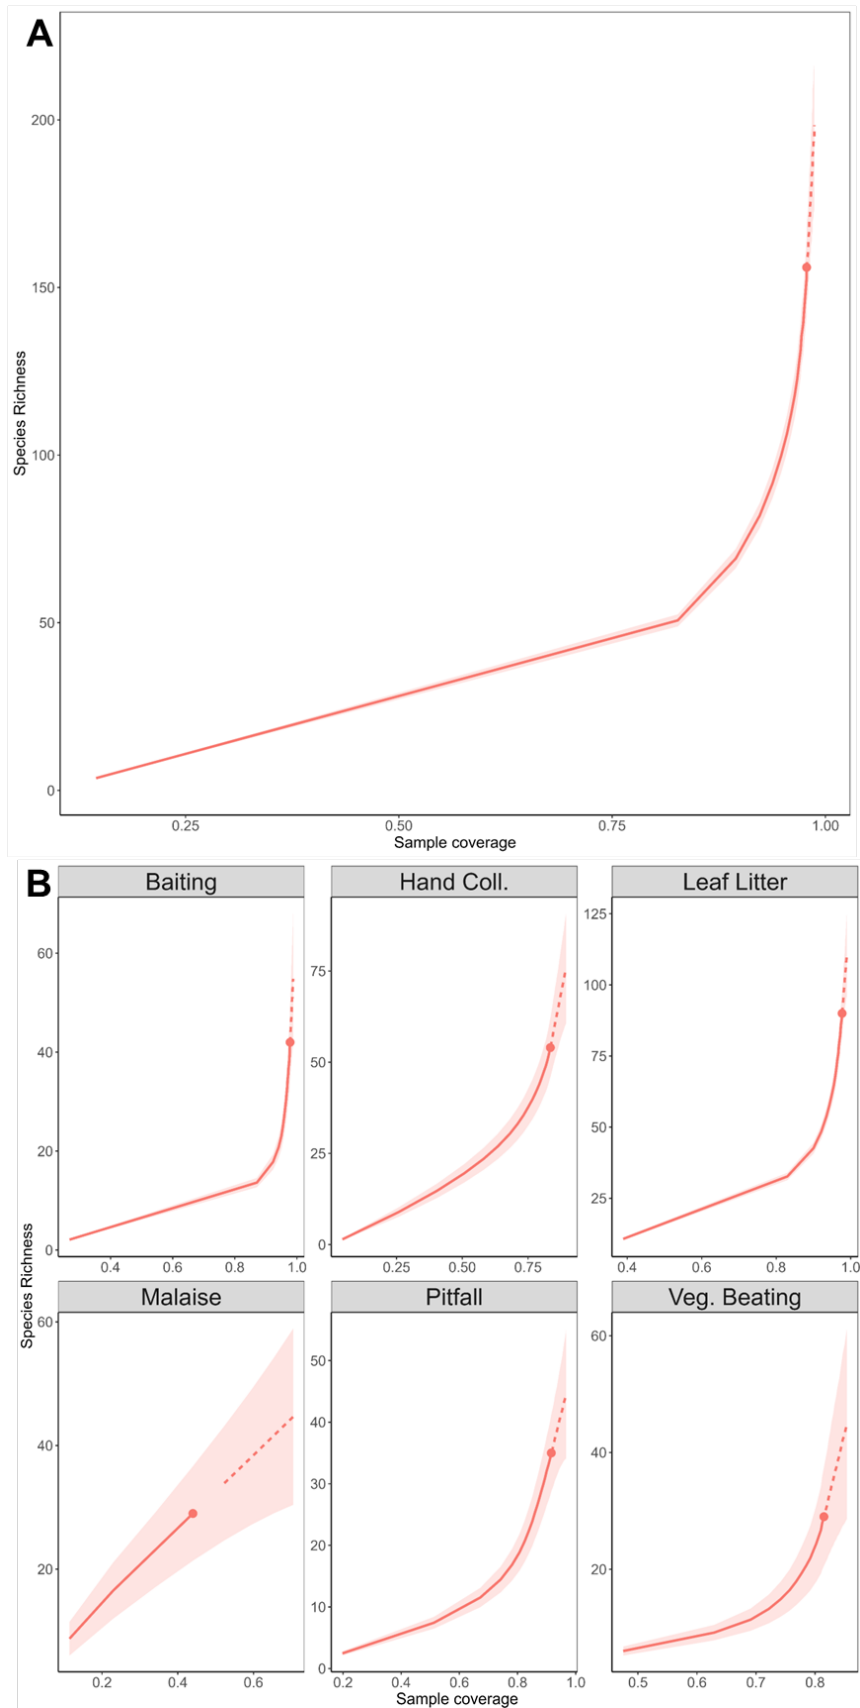 A
200
150
100
50
0
Species Richness
0.25 0.50 0.75 1.00
Sample coverage
B
Baiting Hand Coll. Leaf Litter
60
40
20
0
75
50
25
0
125
100
75
50
25
0.4 0.6 0.8 1.0
0.25 0.50 0.75
0.4 0.6 0.8 1.0
Species Richness
Malaise Pitfall Veg. Beating
60
40
20
50
40
30
20
10
0
60
40
20
0.2 0.4 0.6
0.2 0.4 0.6 0.8 1.0
0.5 0.6 0.7 0.8
Sample coverage